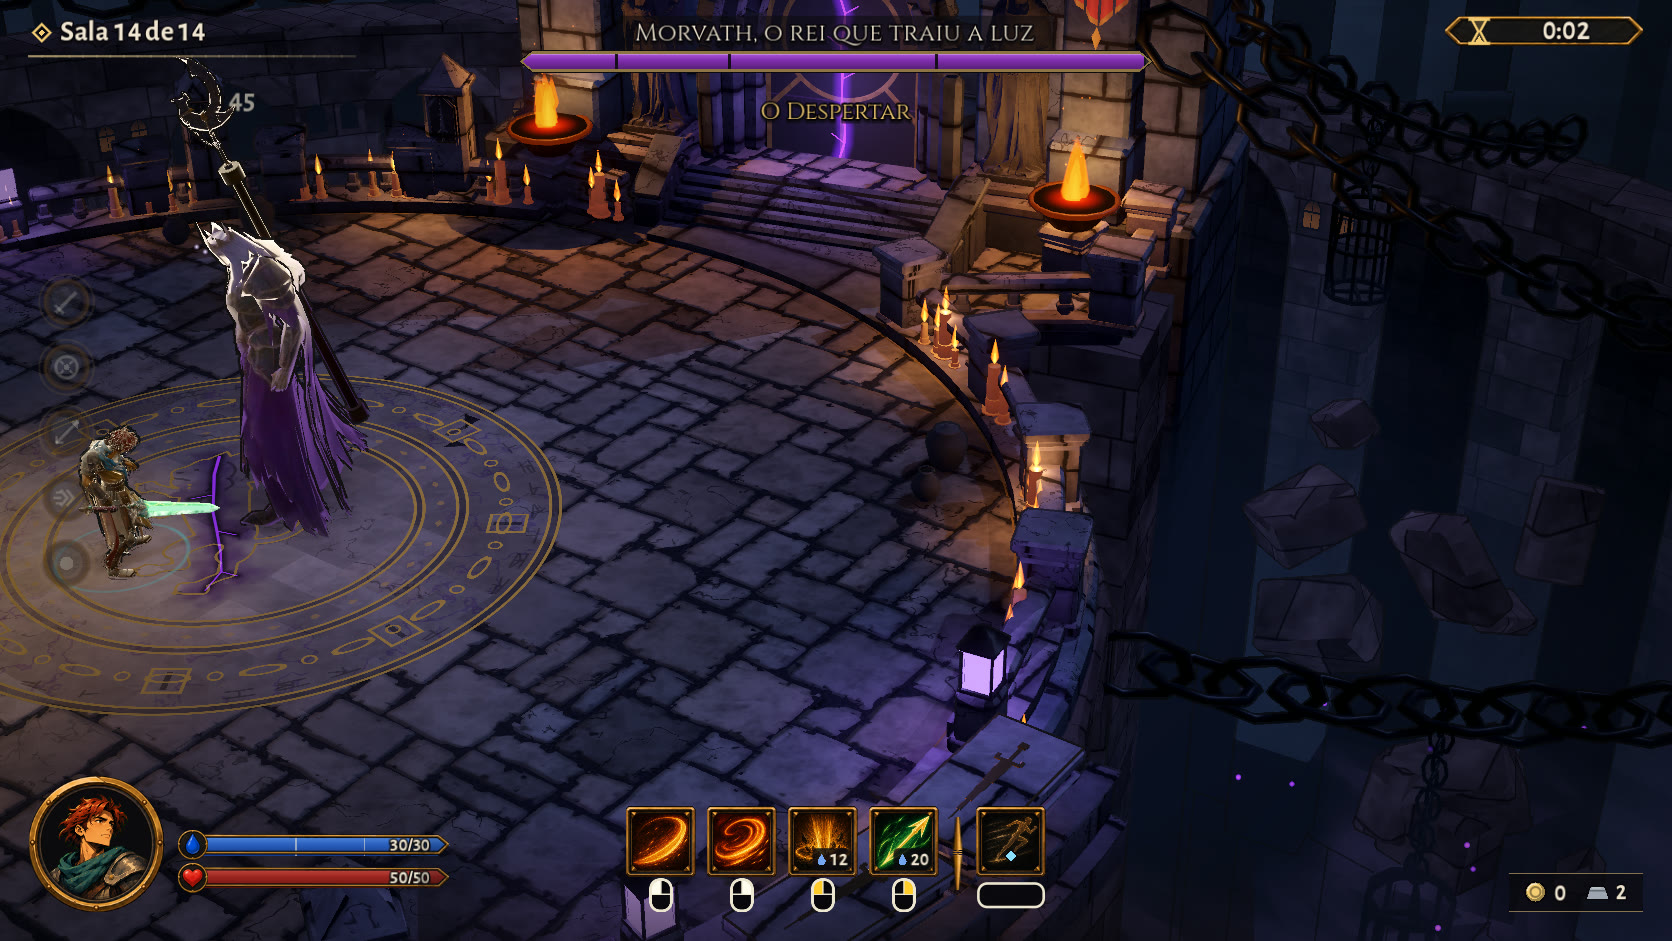 Sala 14 de 14
MORVATH, O REI QUE TRAIU A LUZ
0:02
O DESPERTAR
45
30/30
50/50
12
20
0
2